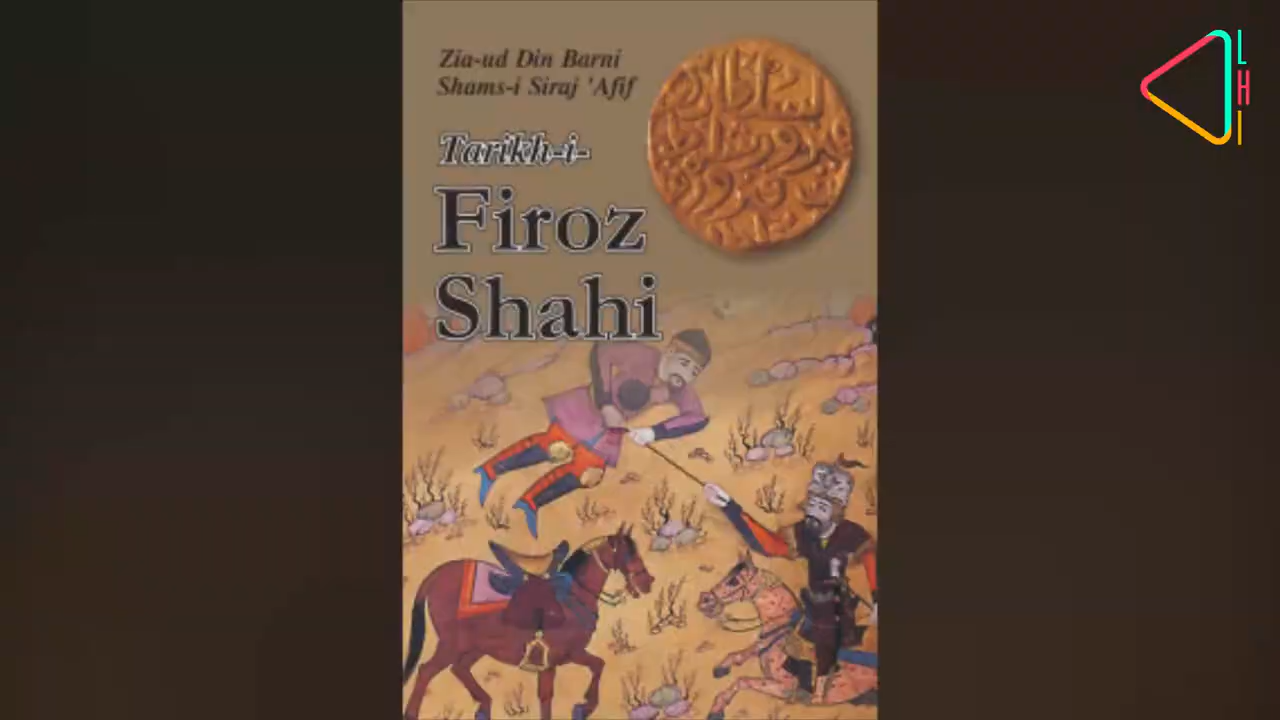 Zia-ud Din Barni
Shams-i Siraj 'Afif
Tarikh-i-
Firoz
Shahi
LHI